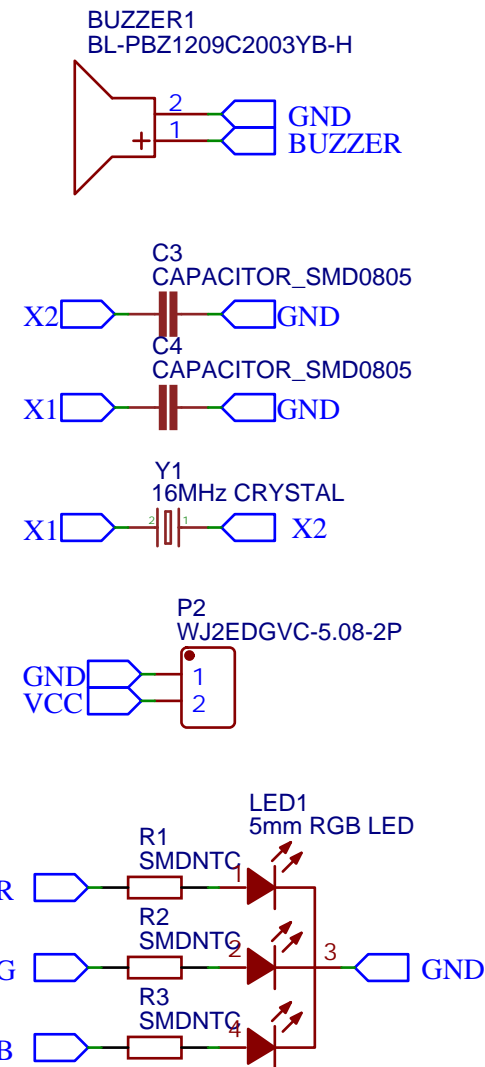 BUZZER1
BL-PBZ1209C2003YB-H
2 GND
+ 1 BUZZER
C3
CAPACITOR_SMD0805
X2 GND
C4
CAPACITOR_SMD0805
X1 GND
Y1
16MHz CRYSTAL
X1 2 1 X2
P2
WJ2EDGVC-5.08-2P
GND 1
VCC 2
LED1
5mm RGB LED
R1
SMDNTC
R 1
R2
SMDNTC
G 2 3 GND
R3
SMDNTC
B 4